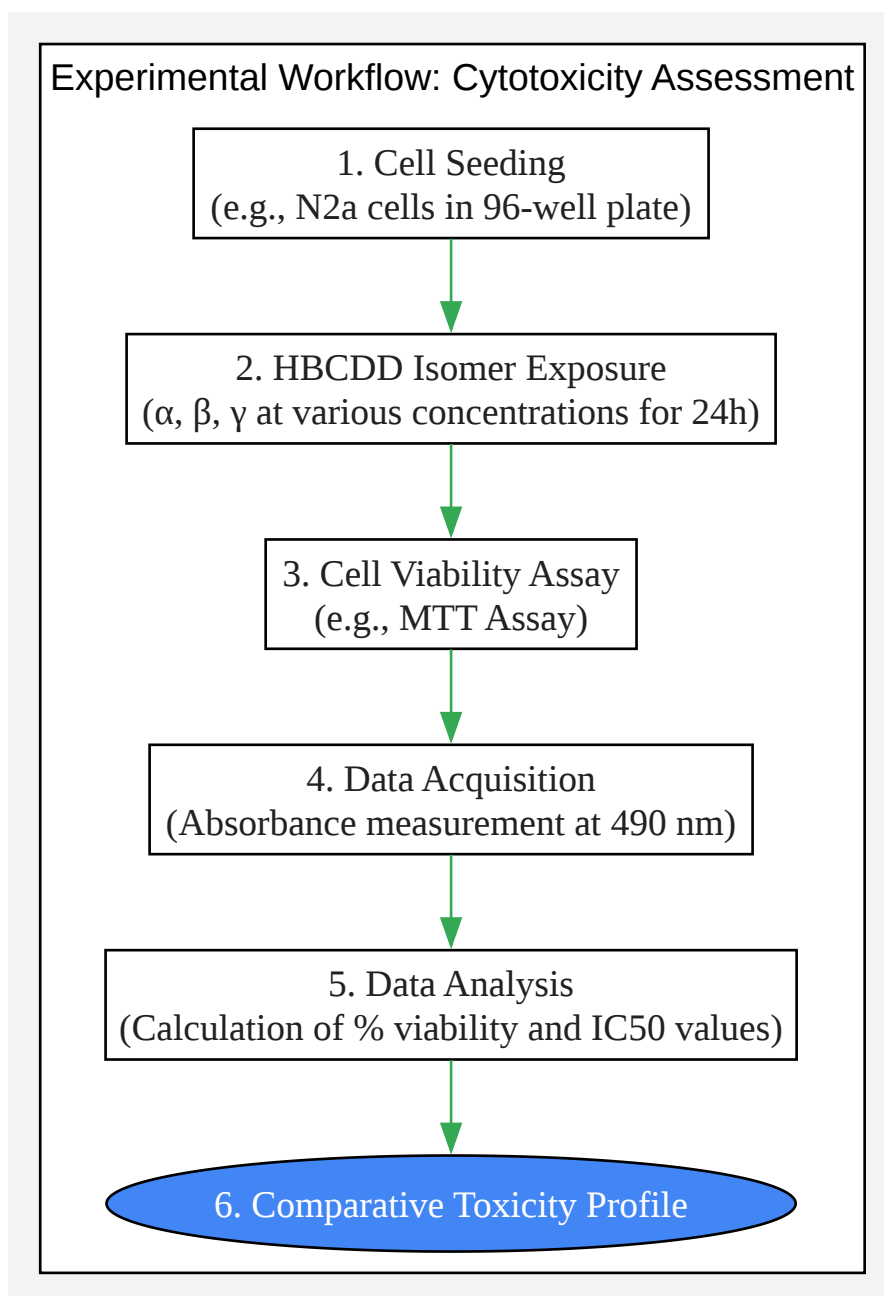 Experimental Workflow: Cytotoxicity Assessment
1. Cell Seeding
(e.g., N2a cells in 96-well plate)
2. HBCDD Isomer Exposure
(α, β, γ at various concentrations for 24h)
3. Cell Viability Assay
(e.g., MTT Assay)
4. Data Acquisition
(Absorbance measurement at 490 nm)
5. Data Analysis
(Calculation of % viability and IC50 values)
6. Comparative Toxicity Profile